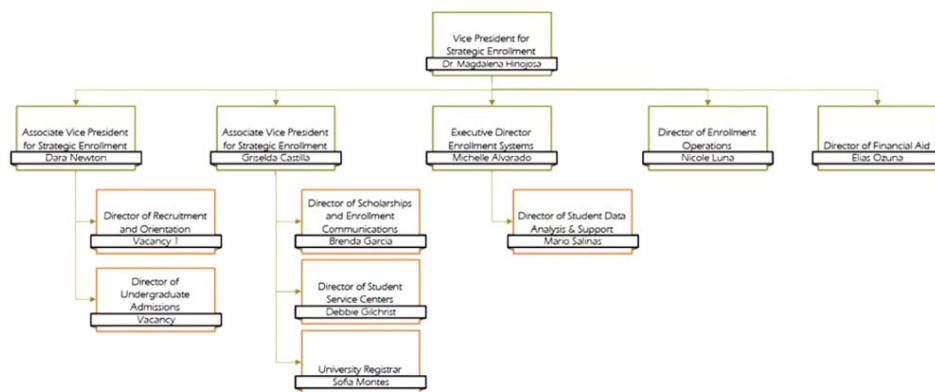 Vice President for
Strategic Enrollment
Dr. Magdalena Hinojosa
Associate Vice President
for Strategic Enrollment
Dara Newton
Associate Vice President
for Strategic Enrollment
Griselda Castilla
Executive Director
Enrollment Systems
Michelle Alvarado
Director of Enrollment
Operations
Nicole Luna
Director of Financial Aid
Elias Ozuna
Director of Recruitment
and Orientation
Vacancy 1
Director of
Undergraduate
Admissions
Vacancy
Director of Scholarships
and Enrollment
Communications
Brenda Garcia
Director of Student
Service Centers
Debbie Gilchrist
University Registrar
Sofia Montes
Director of Student Data
Analysis & Support
Mario Salinas